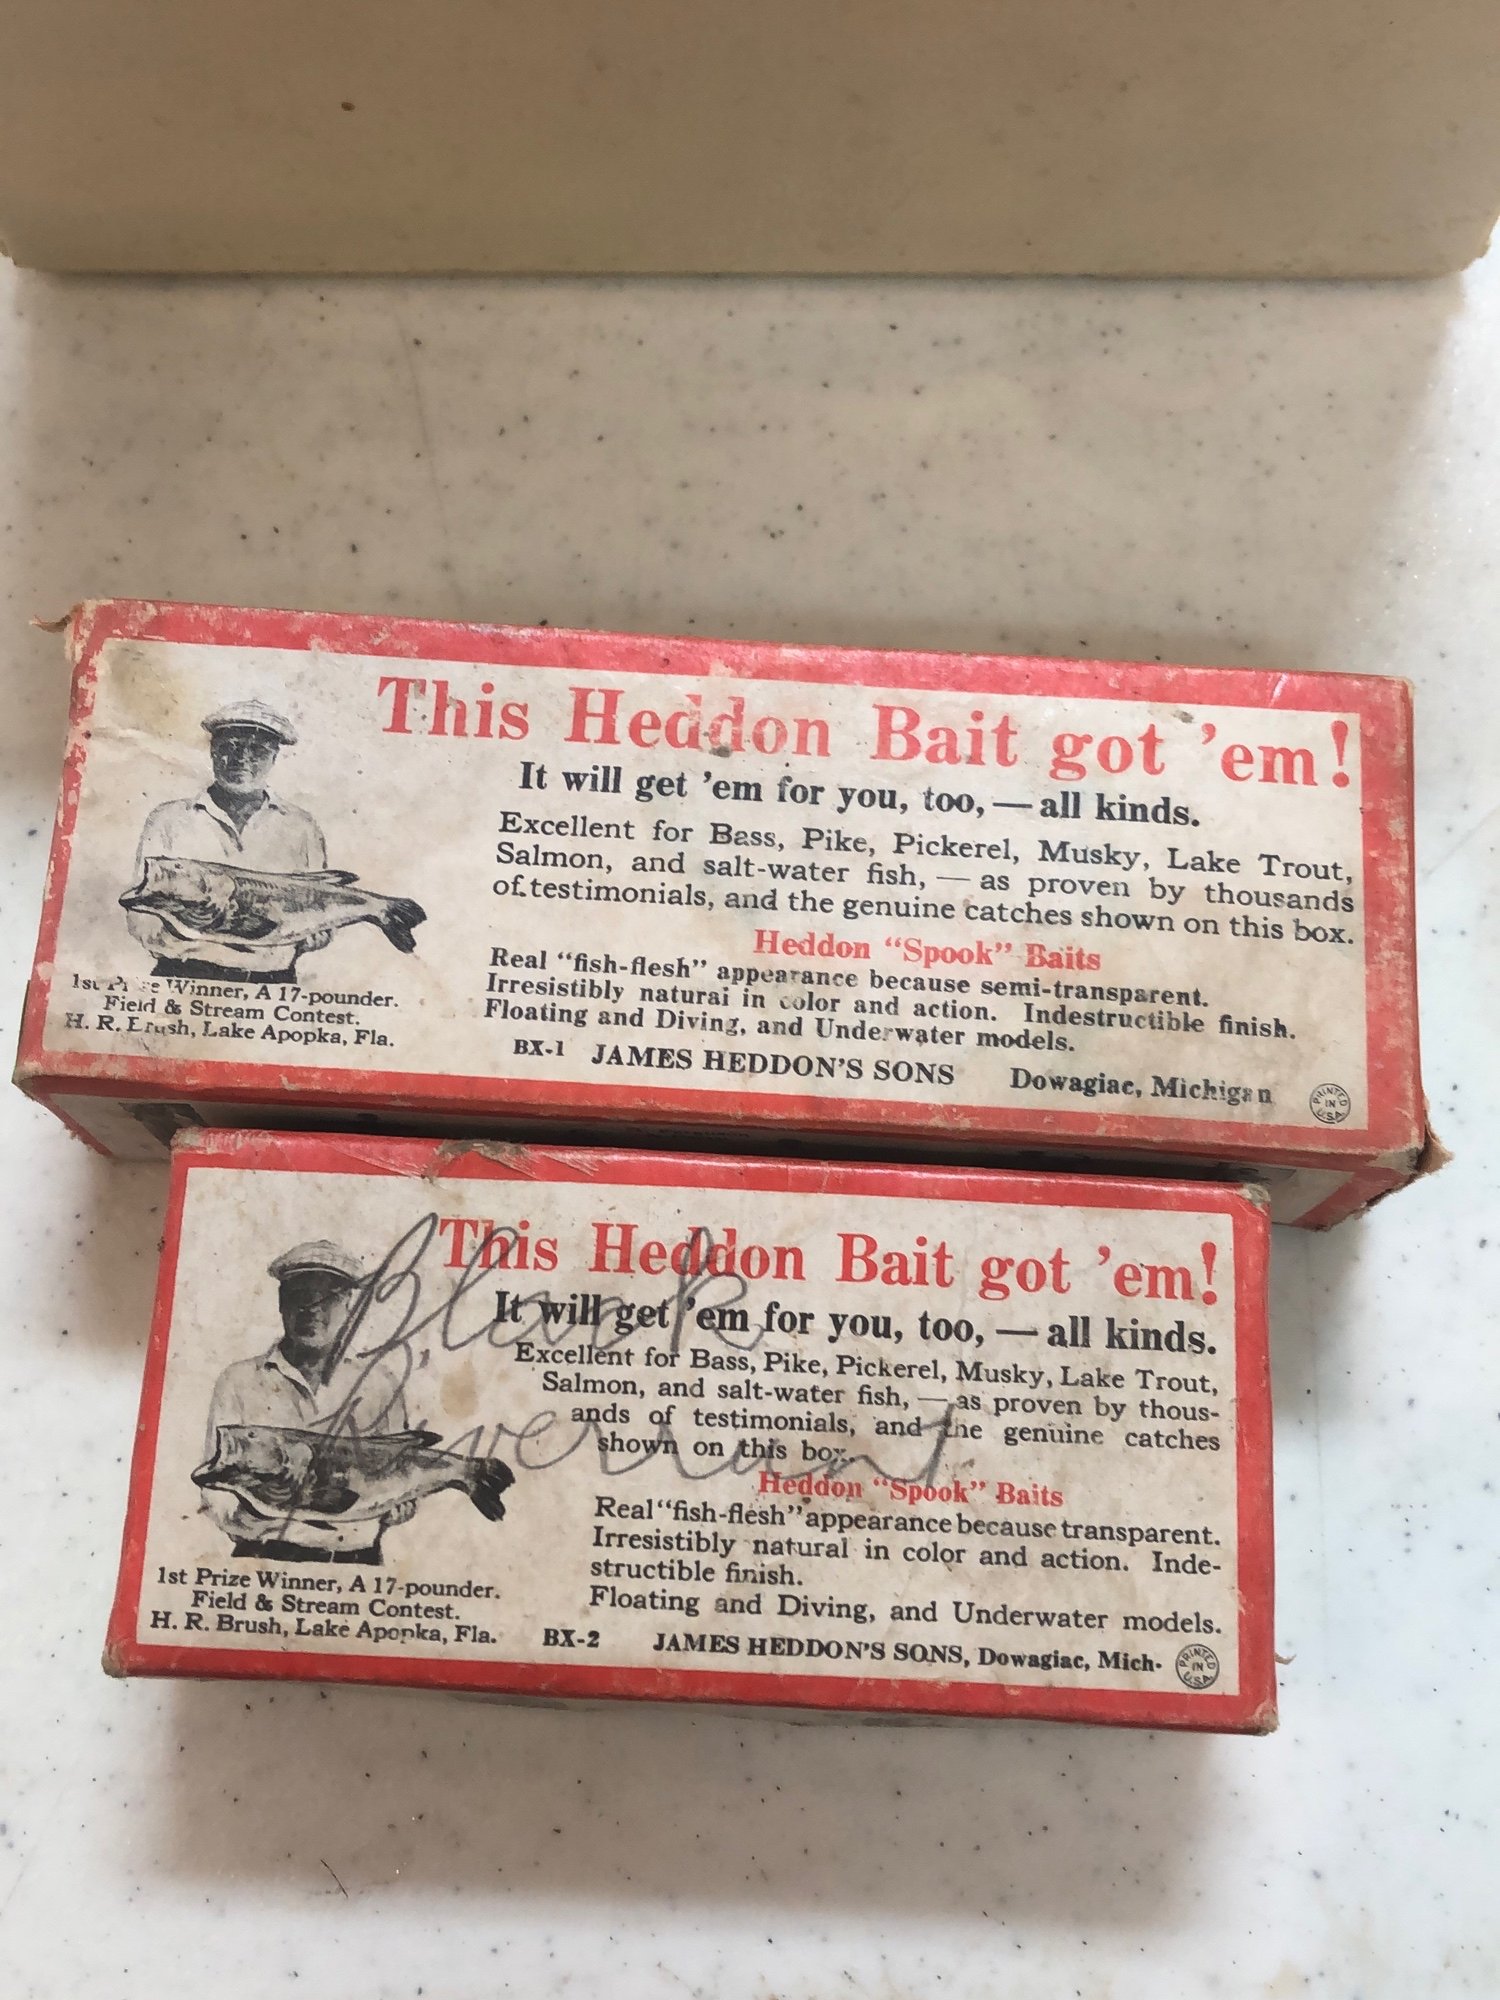 This Heddon Bait got 'em!
It will get 'em for you, too, — all kinds.
Excellent for Bass, Pike, Pickerel, Musky, Lake Trout,
Salmon, and salt-water fish, — as proven by thousands
of testimonials, and the genuine catches shown on this box.
Heddon "Spook" Baits
Real "fish-flesh" appearance because semi-transparent.
Irresistibly natural in color and action. Indestructible finish.
Floating and Diving, and Underwater models.
1st Prize Winner, A 17-pounder.
Field & Stream Contest.
H. R. Brush, Lake Apopka, Fla.
BX-1 JAMES HEDDON'S SONS Dowagiac, Michigan
PRINTED
IN
U.S.A.
This Heddon Bait got 'em!
It will get 'em for you, too, — all kinds.
Excellent for Bass, Pike, Pickerel, Musky, Lake Trout,
Salmon, and salt-water fish, — as proven by thous-
ands of testimonials, and the genuine catches
shown on this box.
Black
Heddon "Spook" Baits
Real "fish-flesh" appearance because transparent.
Irresistibly natural in color and action. Inde-
structible finish.
Floating and Diving, and Underwater models.
1st Prize Winner, A 17-pounder.
Field & Stream Contest.
H. R. Brush, Lake Apopka, Fla.
BX-2 JAMES HEDDON'S SONS, Dowagiac, Mich.
PRINTED
IN
U.S.A.